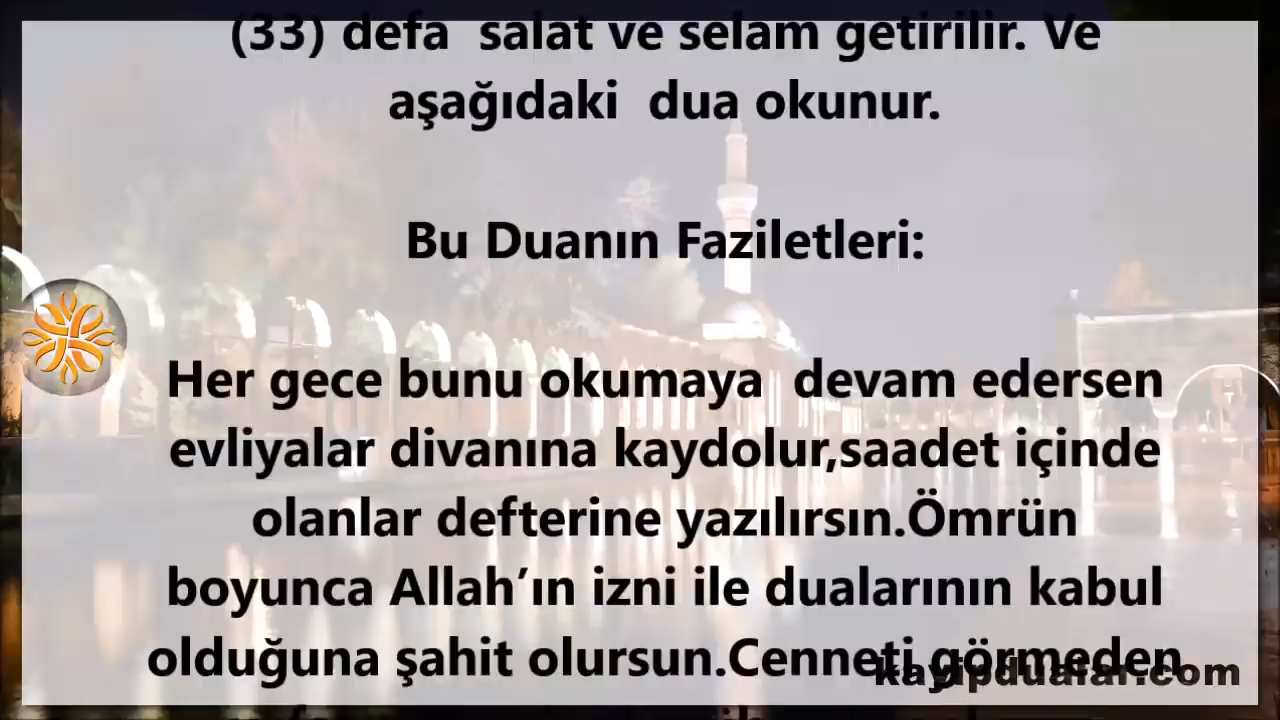 (33) defa salat ve selam getirilir. Ve
aşağıdaki dua okunur.
Bu Duanın Faziletleri:
Her gece bunu okumaya devam edersen
evliyalar divanına kaydolur,saadet içinde
olanlar defterine yazılırsın.Ömrün
boyunca Allah’ın izni ile dualarının kabul
olduğuna şahit olursun.Cenneti görmeden
kayipdualar.com